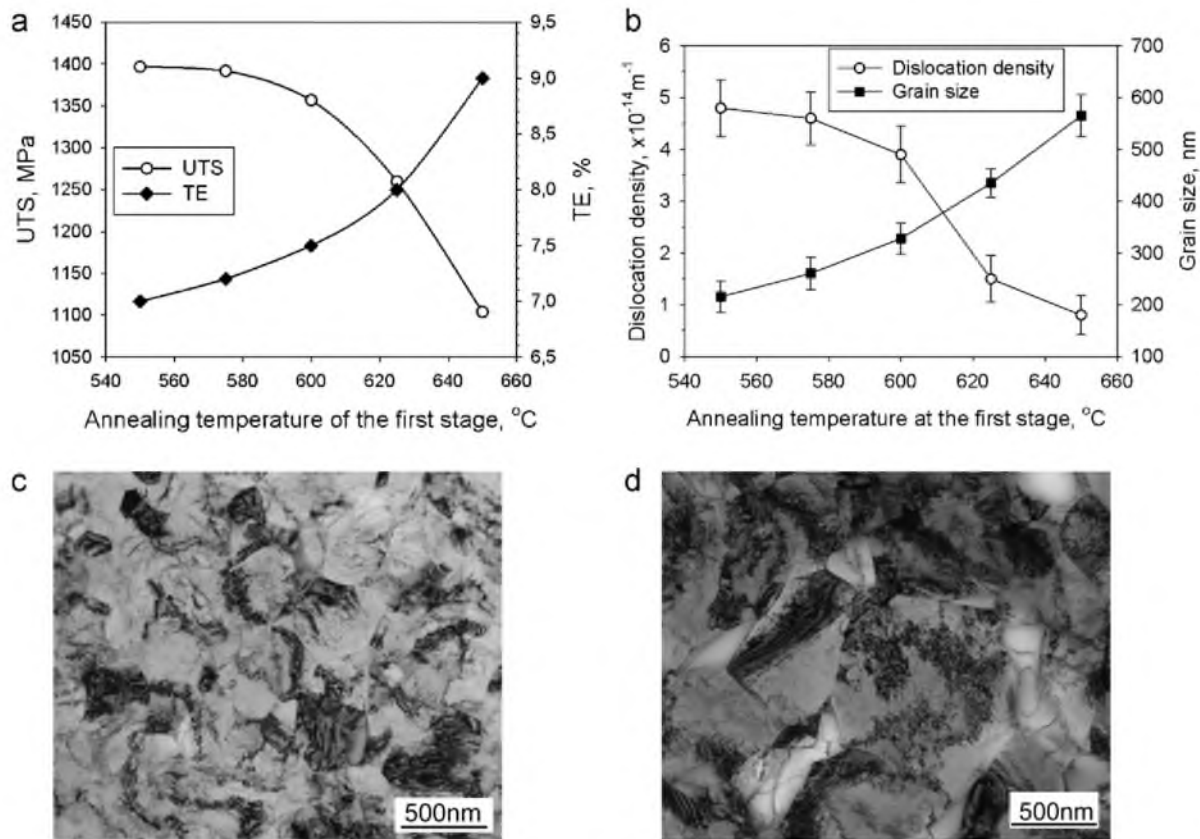 a
1450
1400
1350
1300
1250
1200
1150
1100
1050
UTS, MPa
UTS
TE
9,5
9,0
8,5
8,0
7,5
7,0
6,5
TE, %
540 560 580 600 620 640 660
Annealing temperature of the first stage, °C
b
6
5
4
3
2
1
0
Dislocation density, x10⁻¹⁴m⁻¹
Dislocation density
Grain size
700
600
500
400
300
200
100
Grain size, nm
540 560 580 600 620 640 660
Annealing temperature at the first stage, °C
c
500nm
d
500nm